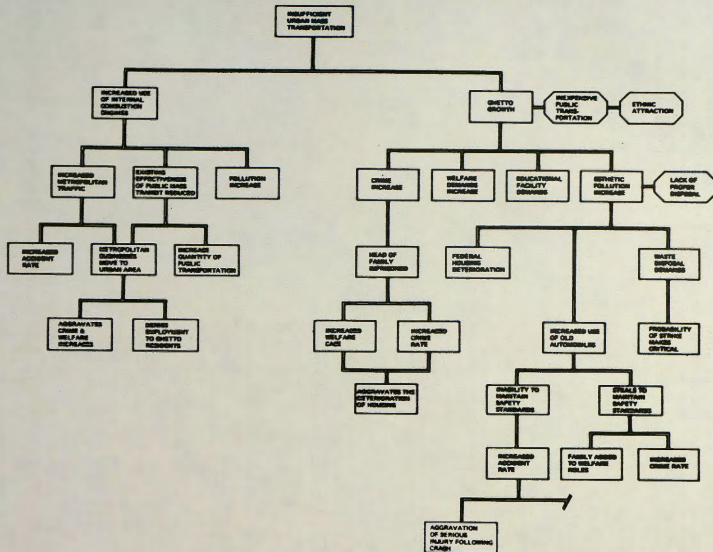 INSUFFICIENT
URBAN MASS
TRANSPORTATION
INCREASED USE
OF INTERNAL
COMBUSTION
ENGINES
GHETTO
GROWTH
INEXPENSIVE
PUBLIC
TRANS-
PORTATION
ETHNIC
ATTRACTION
INCREASED
METROPOLITAN
TRAFFIC
EXISTING
EFFECTIVENESS
OF PUBLIC MASS
TRANSIT REDUCED
POLLUTION
INCREASE
CRIME
INCREASE
WELFARE
DEMANDS
INCREASE
EDUCATIONAL
FACILITY
DEMANDS
ESTHETIC
POLLUTION
INCREASE
LACK OF
PROPER
DISPOSAL
INCREASED
ACCIDENT
RATE
METROPOLITAN
BUSINESSES
MOVE TO
URBAN AREA
INCREASE
QUANTITY OF
PUBLIC
TRANSPORTATION
HEAD OF
FAMILY
IMPRISONED
FEDERAL
HOUSING
DETERIORATION
WASTE
DISPOSAL
DEMANDS
AGGRAVATES
CRIME &
WELFARE
INCREASES
DENIES
EMPLOYMENT
TO GHETTO
RESIDENTS
INCREASED
WELFARE
CASE
INCREASED
CRIME
RATE
INCREASED USE
OF OLD
AUTOMOBILES
PROBABILITY
OF STRIKE
MAKES
CRITICAL
AGGRAVATES THE
DETERIORATION
OF HOUSING
INABILITY TO
MAINTAIN
SAFETY
STANDARDS
STEALS TO
MAINTAIN
SAFETY
STANDARDS
INCREASED
ACCIDENT
RATE
FAMILY ADDED
TO WELFARE
ROLES
INCREASED
CRIME RATE
AGGRAVATION
OF SERIOUS
INJURY FOLLOWING
CRASH